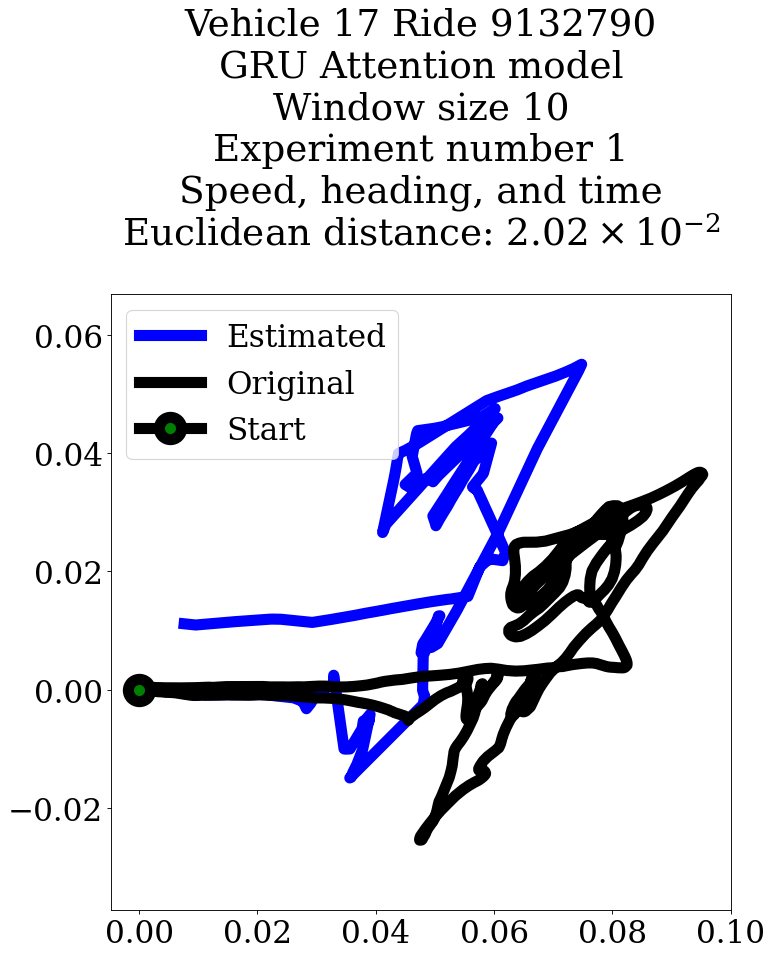 Vehicle 17 Ride 9132790
GRU Attention model
Window size 10
Experiment number 1
Speed, heading, and time
Euclidean distance: 2.02 × 10⁻²
Estimated
Original
Start
0.06
0.04
0.02
0.00
−0.02
0.00 0.02 0.04 0.06 0.08 0.10